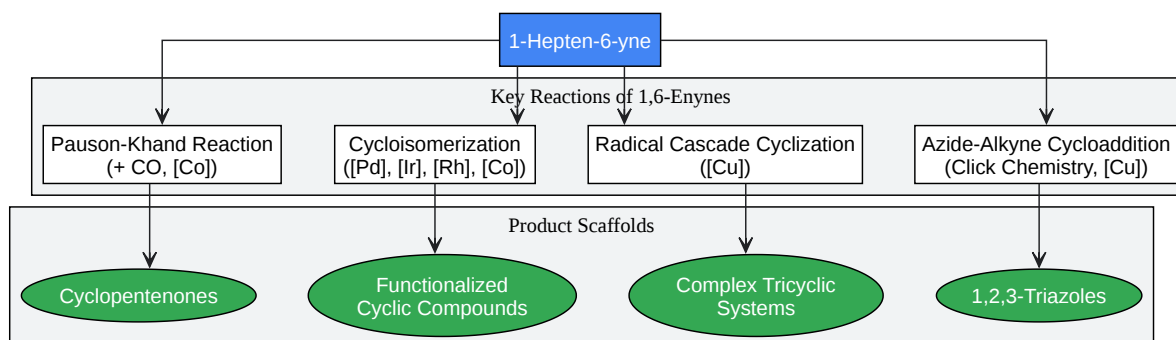 1-Hepten-6-yne
Key Reactions of 1,6-Enynes
Pauson-Khand Reaction
(+ CO, [Co])
Cycloisomerization
([Pd], [Ir], [Rh], [Co])
Radical Cascade Cyclization
([Cu])
Azide-Alkyne Cycloaddition
(Click Chemistry, [Cu])
Product Scaffolds
Cyclopentenones
Functionalized
Cyclic Compounds
Complex Tricyclic
Systems
1,2,3-Triazoles